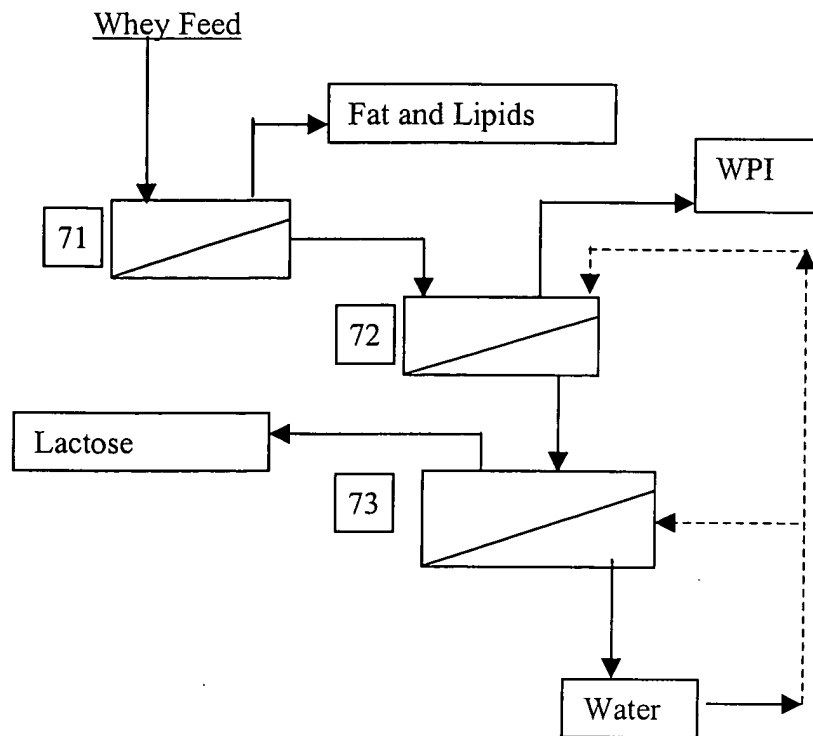 Whey Feed
Fat and Lipids
WPI
71
72
Lactose
73
Water